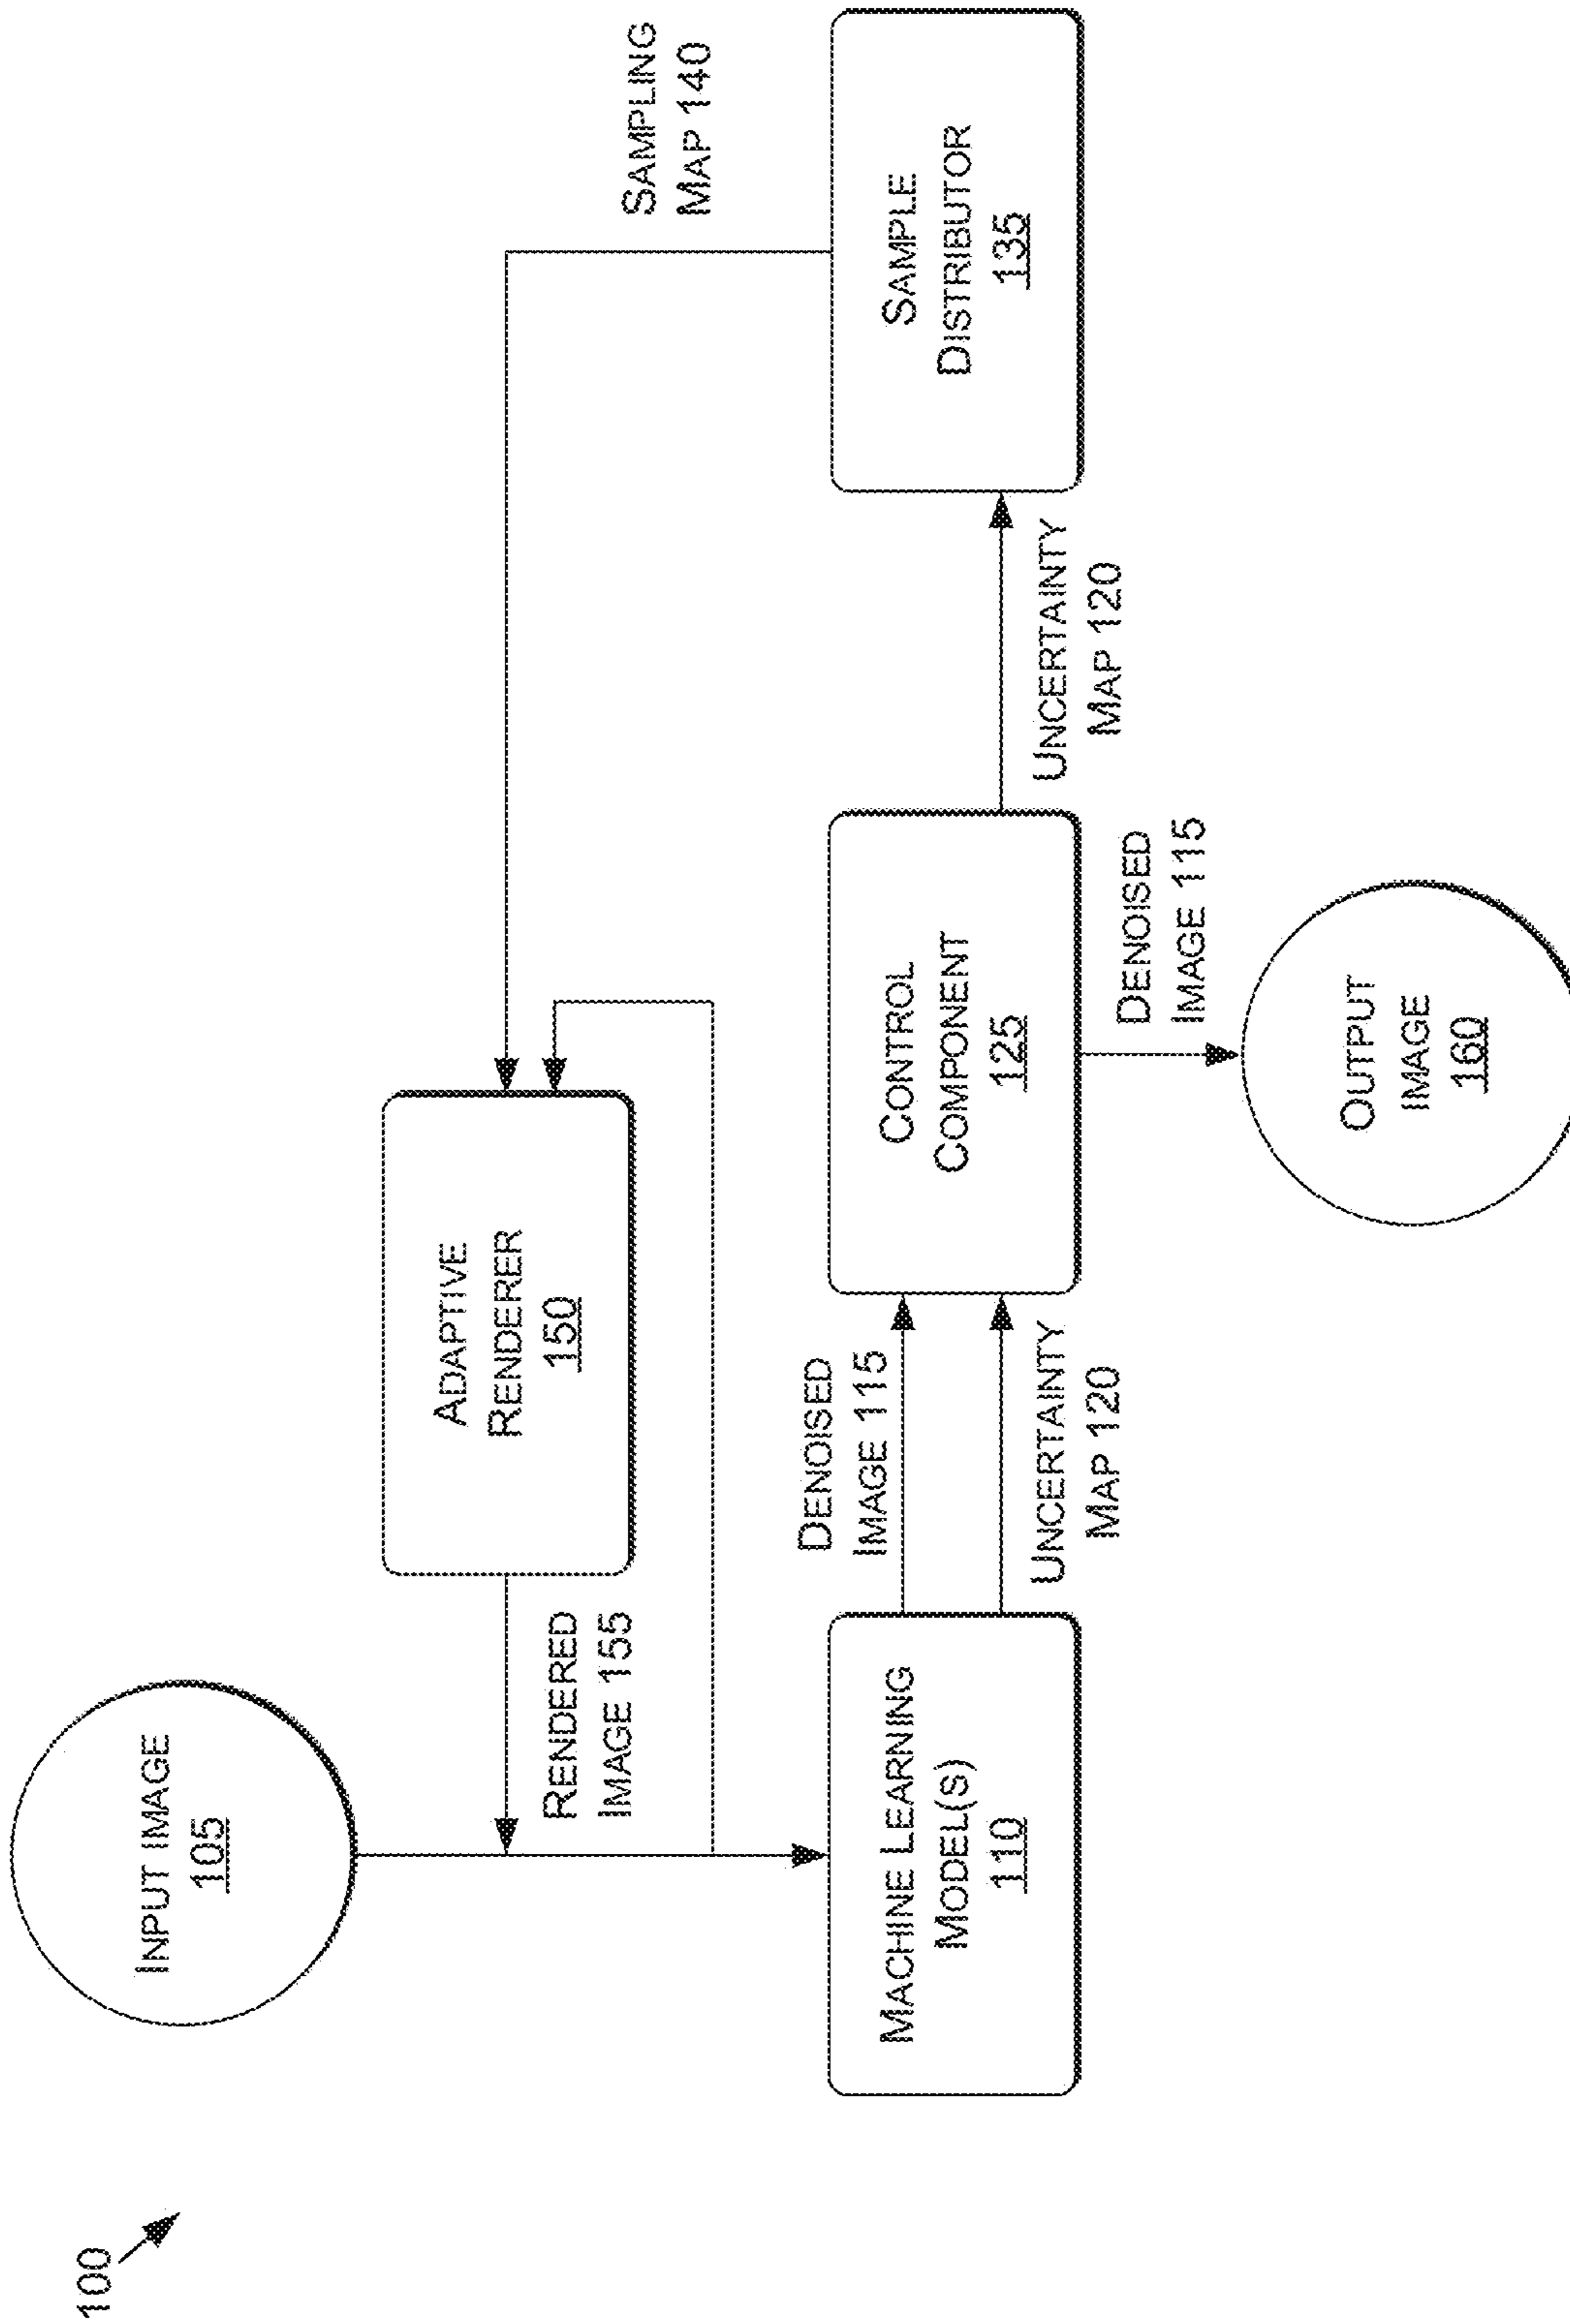 100
INPUT IMAGE
105
RENDERED
IMAGE 155
ADAPTIVE
RENDERER
150
SAMPLING
MAP 140
MACHINE LEARNING
MODEL(S)
110
DENOISED
IMAGE 115
UNCERTAINTY
MAP 120
CONTROL
COMPONENT
125
UNCERTAINTY
MAP 120
SAMPLE
DISTRIBUTOR
135
DENOISED
IMAGE 115
OUTPUT
IMAGE
160